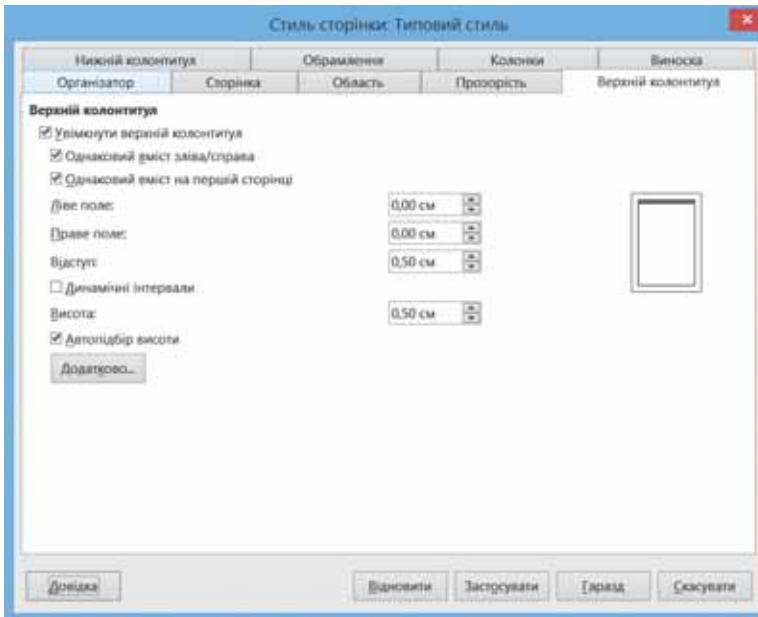 Стиль сторінки: Типовий стиль
Нижній колонтитул Обрамлення Колонки Виноска
Організатор Сторінка Область Прозорість Верхній колонтитул
Верхній колонтитул
Увімкнути верхній колонтитул
Однаковий вміст зліва/справа
Однаковий вміст на першій сторінці
Ліве поле: 0,00 см
Праве поле: 0,00 см
Відступ: 0,50 см
Динамічні інтервали
Висота: 0,50 см
Автопідбір висоти
Додатково...
Довідка Відновити Застосувати Гаразд Скасувати